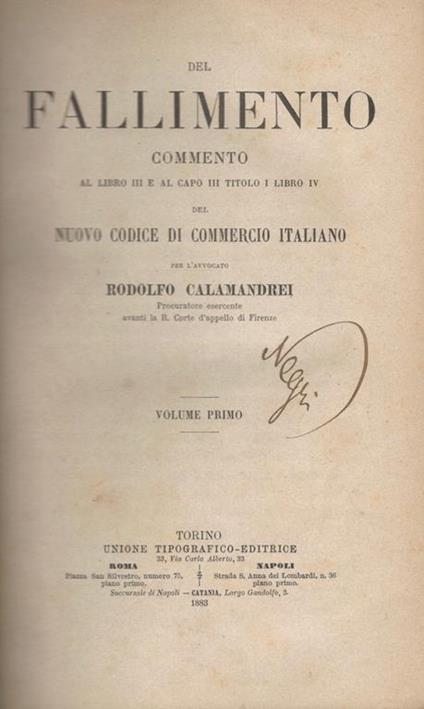 DEL
FALLIMENTO
COMMENTO
AL LIBRO III E AL CAPO III TITOLO I LIBRO IV
DEL
NUOVO CODICE DI COMMERCIO ITALIANO
PER L'AVVOCATO
RODOLFO CALAMANDREI
Procuratore esercente
avanti la R. Corte d'appello di Firenze
Negri
VOLUME PRIMO
TORINO
UNIONE TIPOGRAFICO-EDITRICE
33, Via Carlo Alberto, 33
ROMA
Piazza San Silvestro, numero 75,
piano primo.
NAPOLI
Strada S. Anna dei Lombardi, n. 36
piano primo.
Succursale di Napoli — CATANIA, Largo Gandolfo, 3.
1883